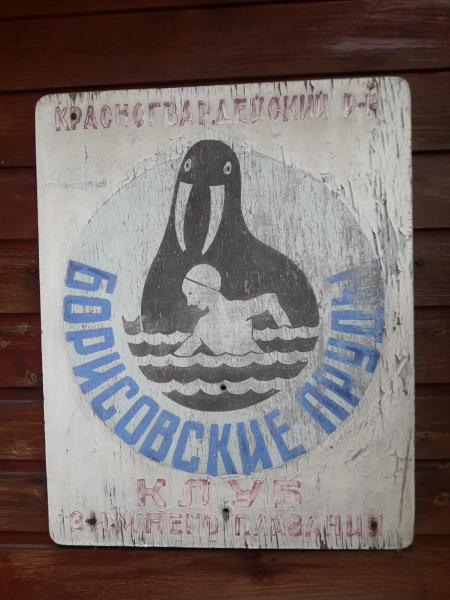 КРАСНОГВАРДЕЙСКИЙ Р-Н
БОРИСОВСКИЕ ПРУДЫ
КЛУБ
ЗИМНЕГО ПЛАВАНИЯ